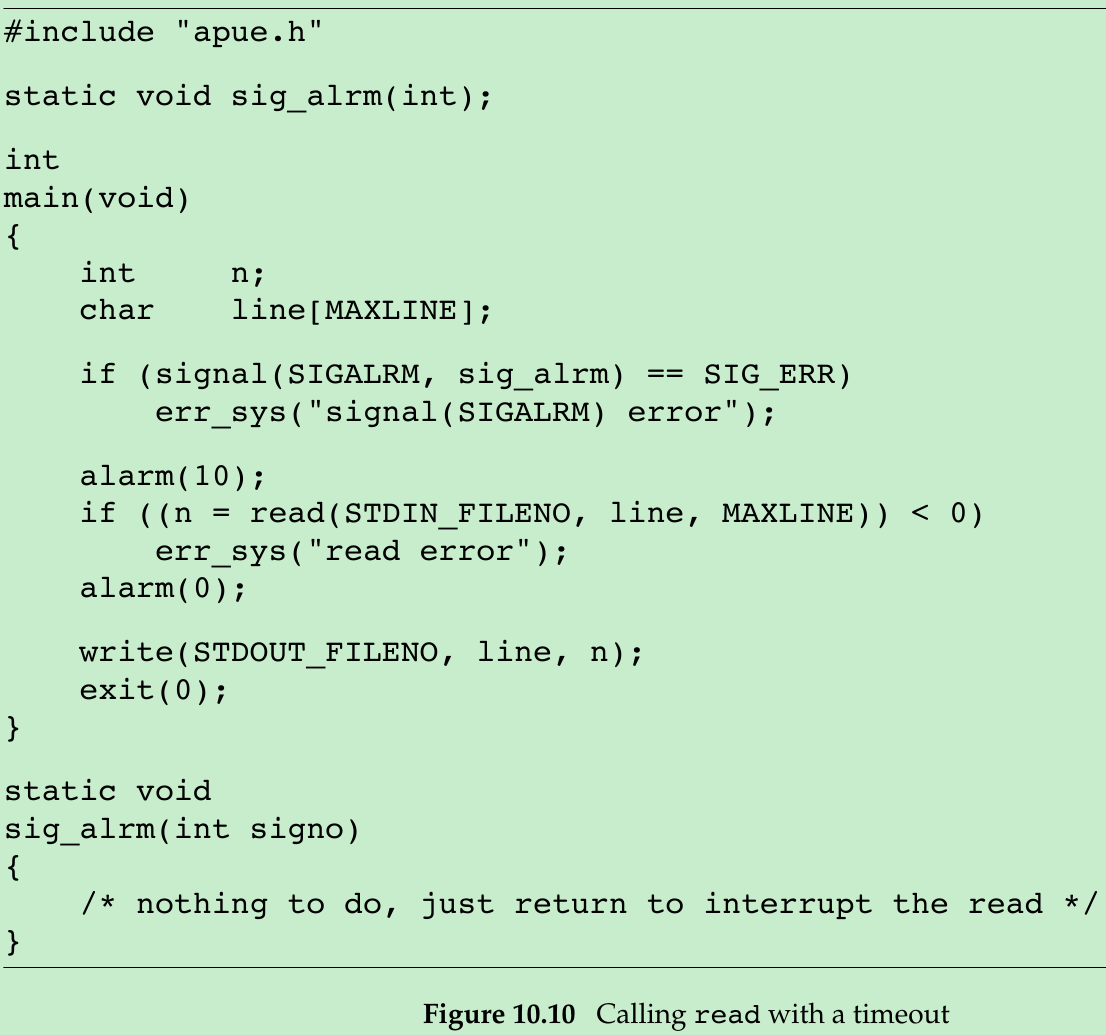 #include "apue.h"
static void sig_alrm(int);
int
main(void)
{
    int     n;
    char    line[MAXLINE];
    if (signal(SIGALRM, sig_alrm) == SIG_ERR)
        err_sys("signal(SIGALRM) error");
    alarm(10);
    if ((n = read(STDIN_FILENO, line, MAXLINE)) < 0)
        err_sys("read error");
    alarm(0);
    write(STDOUT_FILENO, line, n);
    exit(0);
}
static void
sig_alrm(int signo)
{
    /* nothing to do, just return to interrupt the read */
}
Figure 10.10 Calling read with a timeout